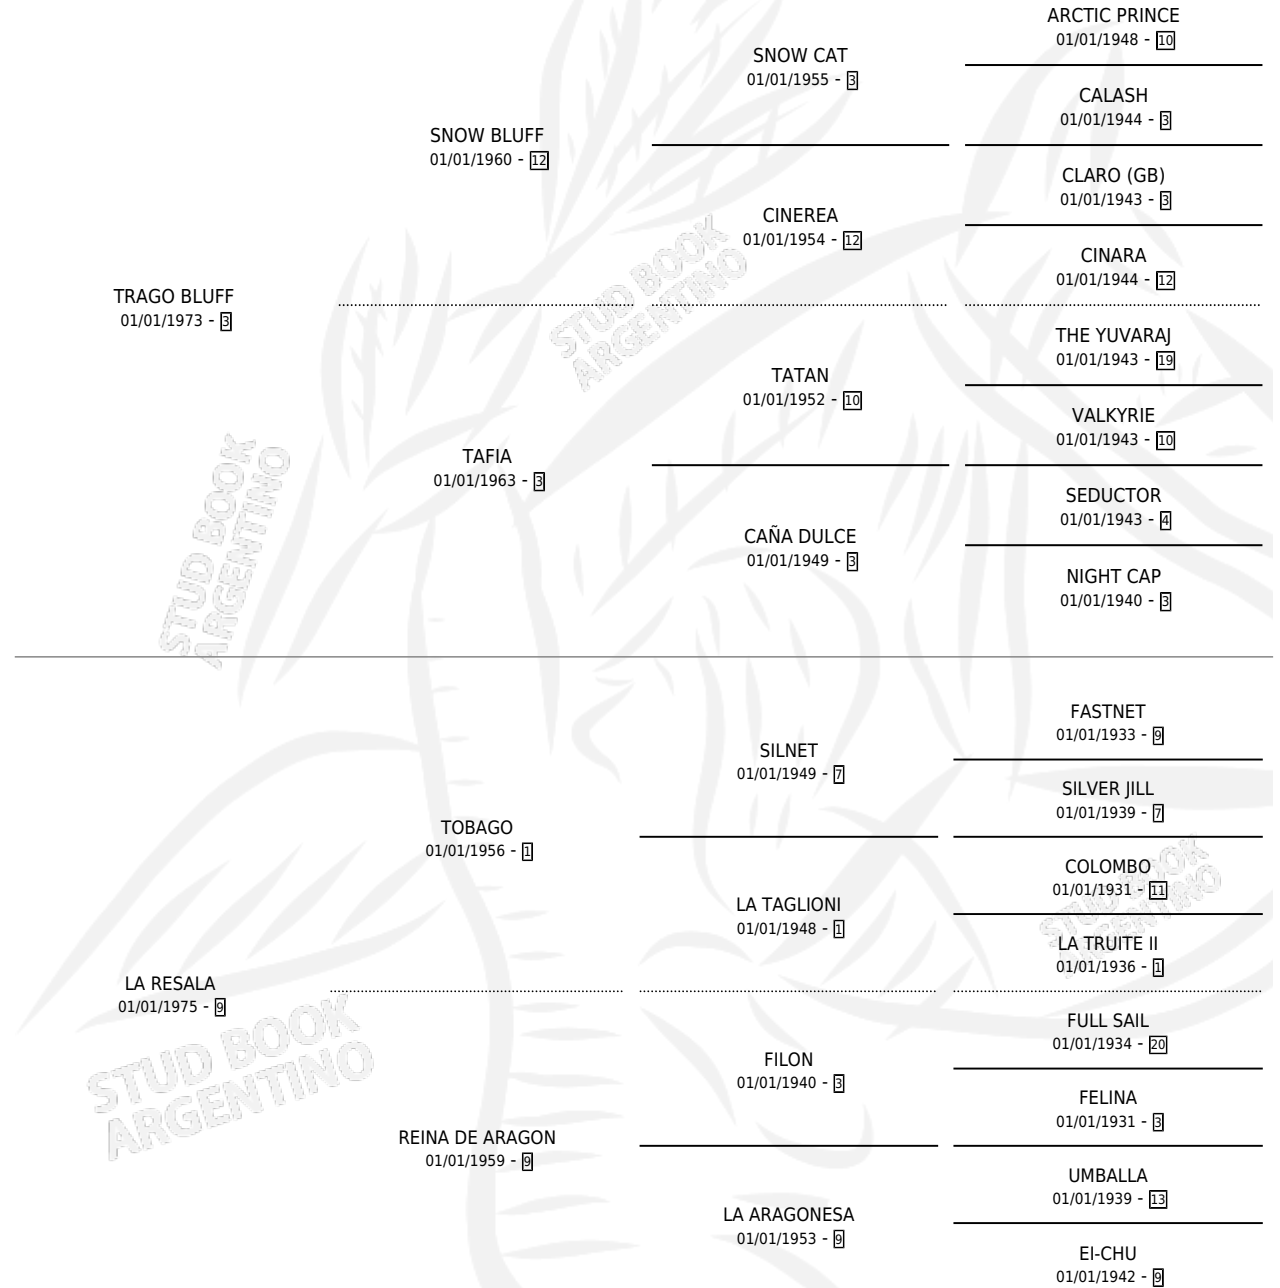 ARCTIC PRINCE
01/01/1948 - 10
SNOW CAT
01/01/1955 - 3
CALASH
01/01/1944 - 3
SNOW BLUFF
01/01/1960 - 12
CLARO (GB)
01/01/1943 - 3
CINEREA
01/01/1954 - 12
CINARA
01/01/1944 - 12
TRAGO BLUFF
01/01/1973 - 3
THE YUVARAJ
01/01/1943 - 19
TATAN
01/01/1952 - 10
VALKYRIE
01/01/1943 - 10
TAFIA
01/01/1963 - 3
SEDUCTOR
01/01/1943 - 4
CAÑA DULCE
01/01/1949 - 3
NIGHT CAP
01/01/1940 - 3
FASTNET
01/01/1933 - 9
SILNET
01/01/1949 - 7
SILVER JILL
01/01/1939 - 7
TOBAGO
01/01/1956 - 1
COLOMBO
01/01/1931 - 11
LA TAGLIONI
01/01/1948 - 1
LA TRUITE II
01/01/1936 - 1
LA RESALA
01/01/1975 - 9
FULL SAIL
01/01/1934 - 20
FILON
01/01/1940 - 3
FELINA
01/01/1931 - 3
REINA DE ARAGON
01/01/1959 - 9
UMBALLA
01/01/1939 - 13
LA ARAGONESA
01/01/1953 - 9
EI-CHU
01/01/1942 - 9
STUD BOOK
ARGENTINO
STUD BOOK
ARGENTINO
STUD BOOK
ARGENTINO
STUD BOOK
ARGENTINO